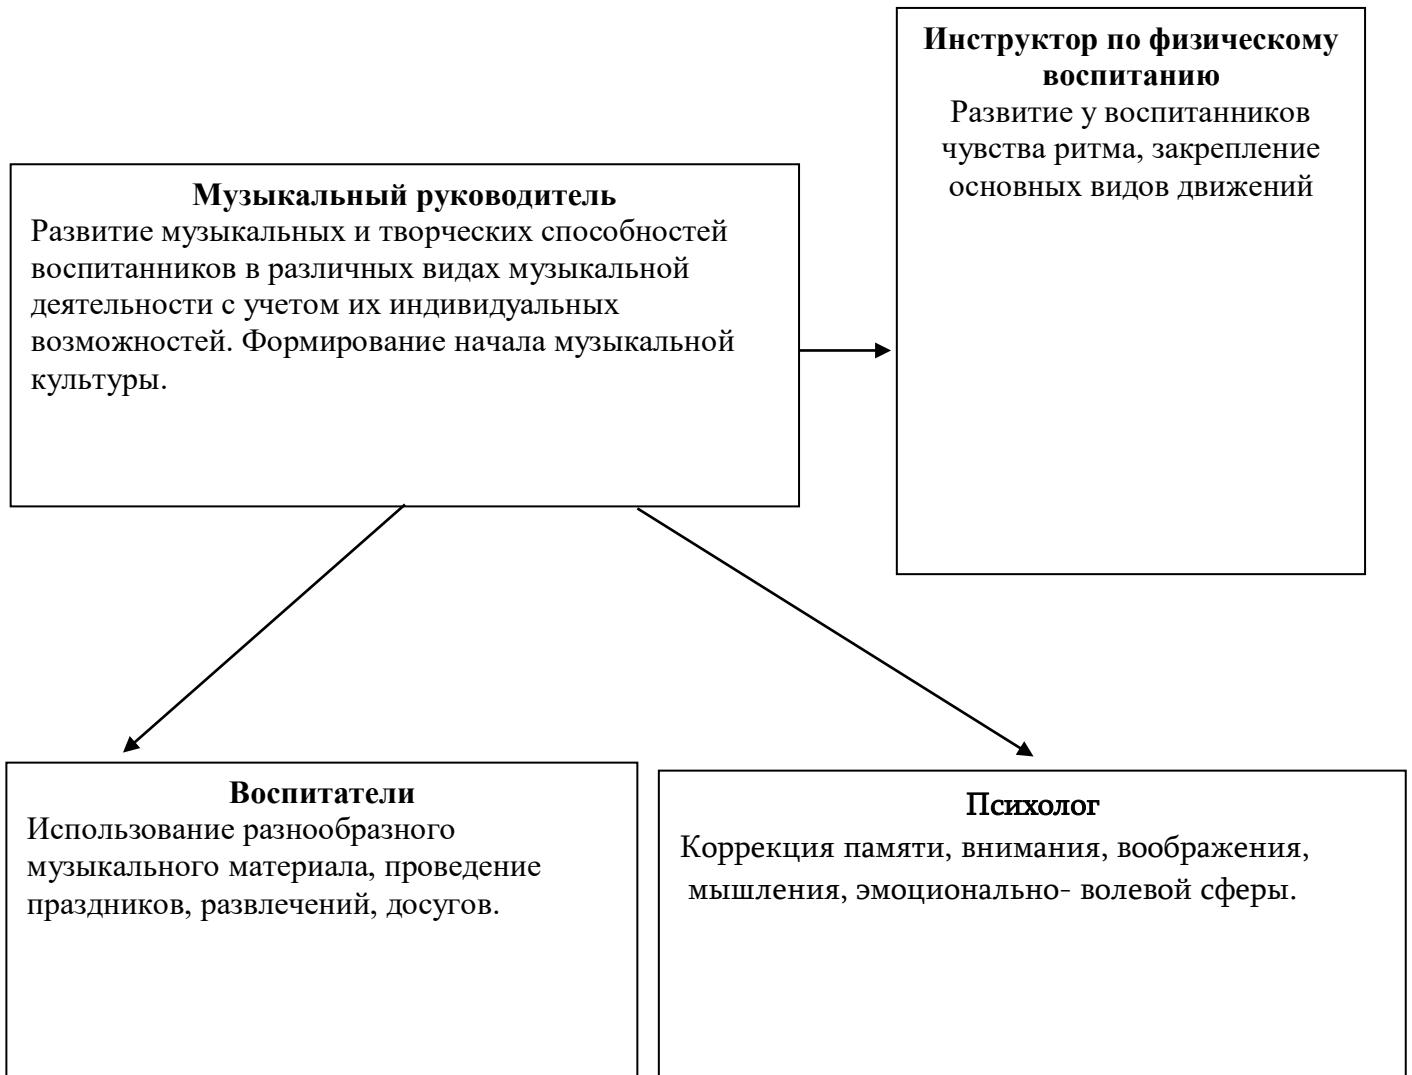 Инструктор по физическому
воспитанию
Развитие у воспитанников
чувства ритма, закрепление
основных видов движений
Музыкальный руководитель
Развитие музыкальных и творческих способностей
воспитанников в различных видах музыкальной
деятельности с учетом их индивидуальных
возможностей. Формирование начала музыкальной
культуры.
Воспитатели
Использование разнообразного
музыкального материала, проведение
праздников, развлечений, досугов.
Психолог
Коррекция памяти, внимания, воображения,
мышления, эмоционально- волевой сферы.